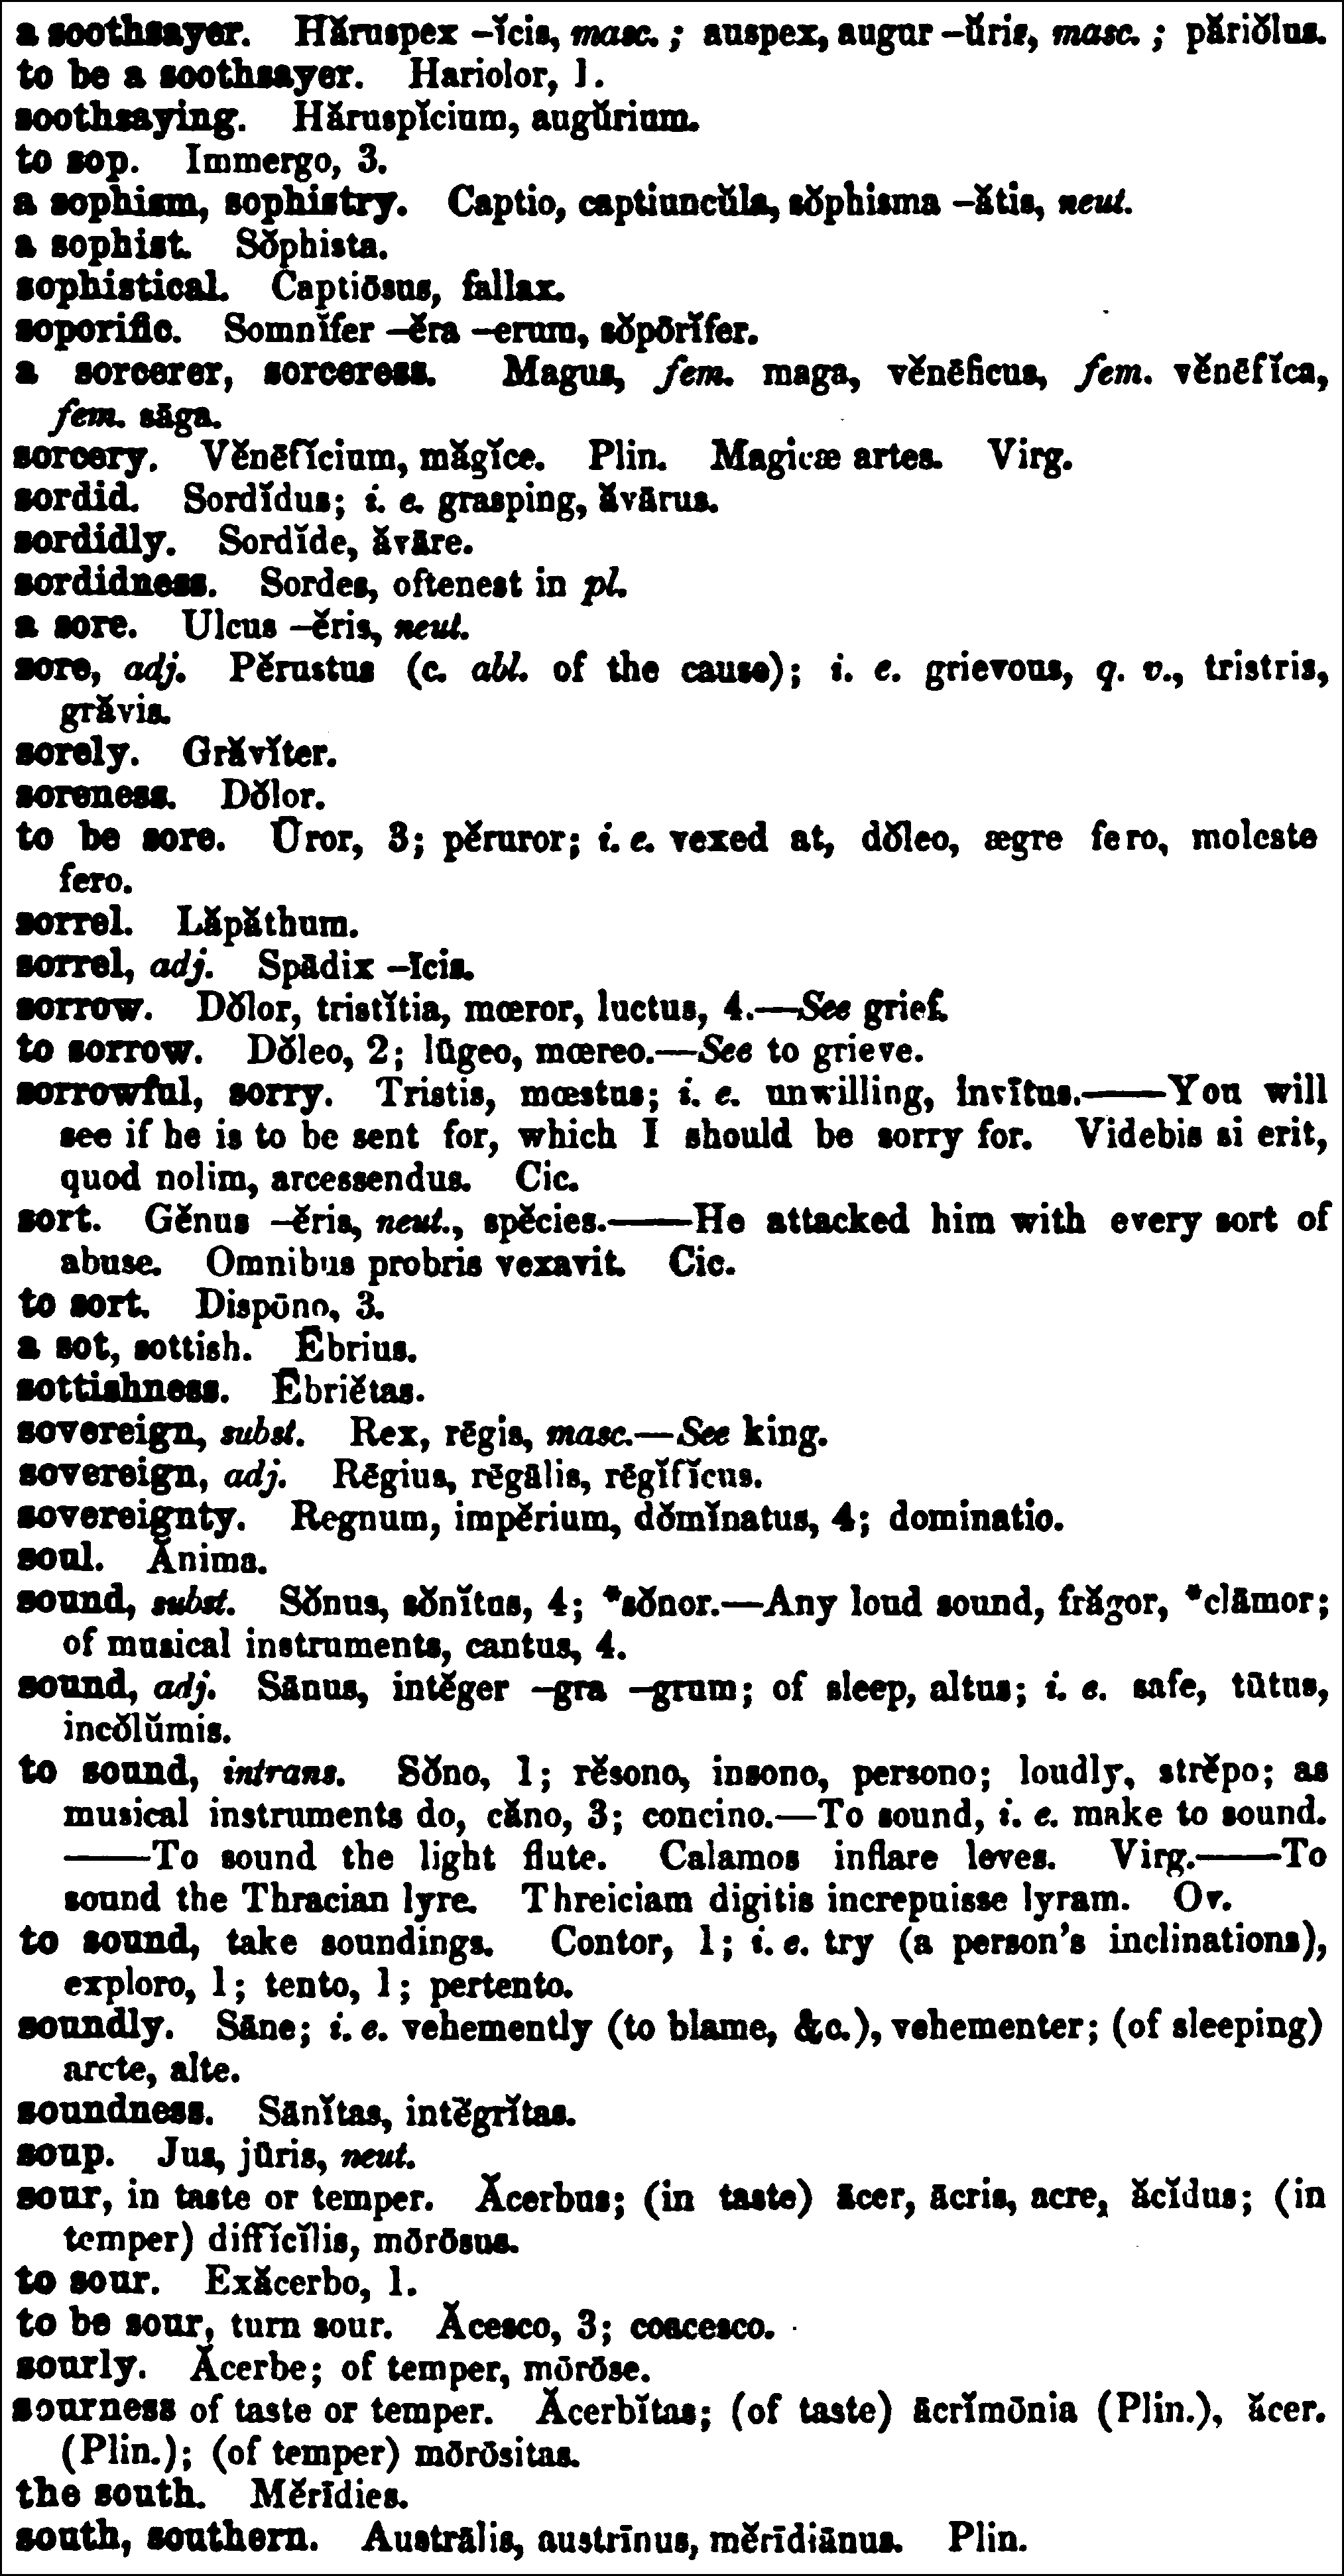 a soothsayer. Hăruspex –ĭcis, masc.; auspex, augur –ŭris, masc.; păriŏlus.
to be a soothsayer. Hariolor, 1.
soothsaying. Hăruspĭcium, augŭrium.
to sop. Immergo, 3.
a sophism, sophistry. Captio, captiuncŭla, sŏphisma –ătis, neut.
a sophist. Sŏphista.
sophistical. Captiōsus, fallax.
soporific. Somnĭfer –ĕra –erum, sŏpōrĭfer.
a sorcerer, sorceress. Magus, fem. maga, vĕnēficus, fem. vĕnēfĭca,
fem. sāga.
sorcery. Vĕnēfĭcium, măgĭce. Plin. Magicæ artes. Virg.
sordid. Sordĭdus; i. e. grasping, ăvārus.
sordidly. Sordĭde, ăvāre.
sordidness. Sordes, oftenest in pl.
a sore. Ulcus –ĕris, neut.
sore, adj. Pĕrustus (c. abl. of the cause); i. e. grievous, q. v., tristris,
grăvis.
sorely. Grăvĭter.
soreness. Dŏlor.
to be sore. Ūror, 3; pĕruror; i. e. vexed at, dŏleo, ægre fero, moleste
fero.
sorrel. Lăpăthum.
sorrel, adj. Spādix –īcis.
sorrow. Dŏlor, tristĭtia, mœror, luctus, 4.—See grief.
to sorrow. Dŏleo, 2; lūgeo, mœreo.—See to grieve.
sorrowful, sorry. Tristis, mœstus; i. e. unwilling, invītus.——You will
see if he is to be sent for, which I should be sorry for. Videbis si erit,
quod nolim, arcessendus. Cic.
sort. Gĕnus –ĕris, neut., spĕcies.——He attacked him with every sort of
abuse. Omnibus probris vexavit. Cic.
to sort. Dispōno, 3.
a sot, sottish. Ēbrius.
sottishness. Ēbriĕtas.
sovereign, subst. Rex, rēgis, masc.—See king.
sovereign, adj. Rēgius, rēgālis, rēgĭfĭcus.
sovereignty. Regnum, impĕrium, dŏmĭnatus, 4; dominatio.
soul. Ănima.
sound, subst. Sŏnus, sŏnĭtus, 4; *sŏnor.—Any loud sound, frăgor, *clāmor;
of musical instruments, cantus, 4.
sound, adj. Sānus, intĕger –gra –grum; of sleep, altus; i. e. safe, tūtus,
incŏlŭmis.
to sound, intrans. Sŏno, 1; rĕsono, insono, persono; loudly, strĕpo; as
musical instruments do, căno, 3; concino.—To sound, i. e. make to sound.
——To sound the light flute. Calamos inflare leves. Virg.——To
sound the Thracian lyre. Threiciam digitis increpuisse lyram. Ov.
to sound, take soundings. Contor, 1; i. e. try (a person's inclinations),
exploro, 1; tento, 1; pertento.
soundly. Sāne; i. e. vehemently (to blame, &c.), vehementer; (of sleeping)
arcte, alte.
soundness. Sānĭtas, intĕgrĭtas.
soup. Jus, jūris, neut.
sour, in taste or temper. Ăcerbus; (in taste) ācer, ācris, acre, ăcĭdus; (in
temper) diffĭcĭlis, mōrōsus.
to sour. Exăcerbo, 1.
to be sour, turn sour. Ăcesco, 3; coacesco.
sourly. Ăcerbe; of temper, mōrōse.
sourness of taste or temper. Ăcerbĭtas; (of taste) ācrĭmōnia (Plin.), ăcer.
(Plin.); (of temper) mōrōsitas.
the south. Mĕrīdies.
south, southern. Austrālis, austrīnus, mĕrīdiānus. Plin.